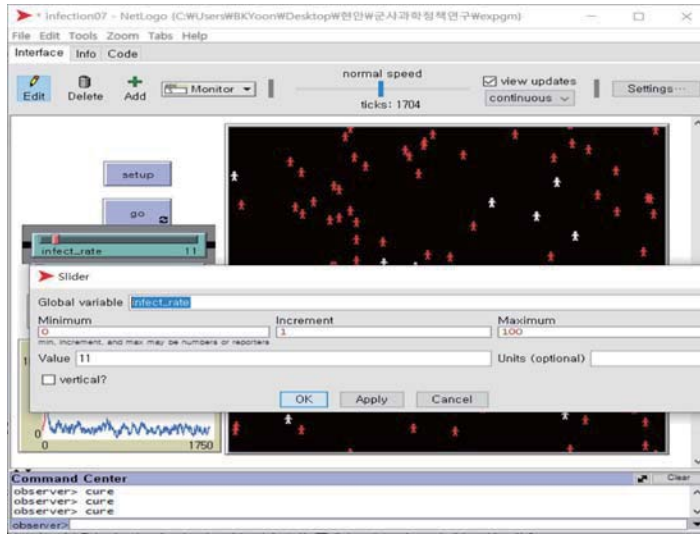 * infection07 - NetLogo {C:₩Users₩BKYoon₩Desktop₩현안₩군사과학정책연구₩expgm}
File Edit Tools Zoom Tabs Help
Interface Info Code
Edit Delete Add Monitor
normal speed
ticks: 1704
view updates
continuous
Settings...
setup
go
infect_rate 11
Slider
Global variable infect_rate
Minimum Increment Maximum
0 1 100
min, increment, and max may be numbers or reporters
Value 11 Units (optional)
vertical?
OK Apply Cancel
0
0 1750
Command Center Clear
observer> cure
observer> cure
observer> cure
observer>